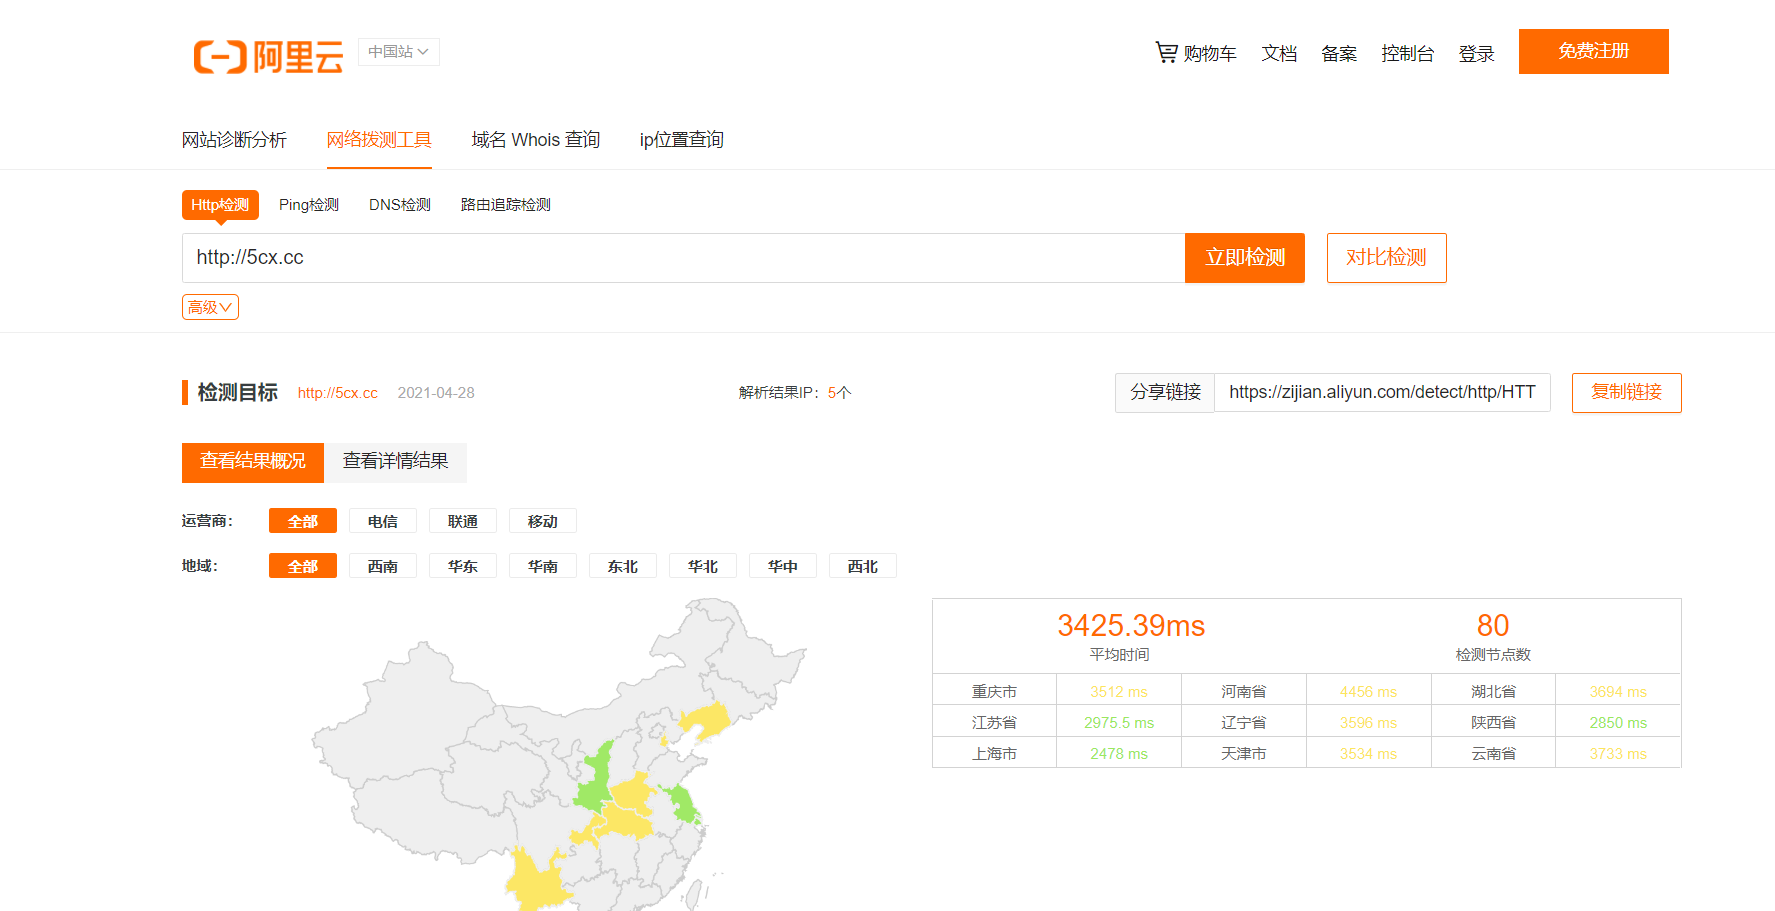 阿里云 中国站 购物车 文档 备案 控制台 登录 免费注册
网站诊断分析 网络拨测工具 域名 Whois 查询 ip位置查询
Http检测 Ping检测 DNS检测 路由追踪检测
http://5cx.cc 立即检测 对比检测
高级
检测目标 http://5cx.cc 2021-04-28 解析结果IP：5个 分享链接 https://zijian.aliyun.com/detect/http/HTT 复制链接
查看结果概况 查看详情结果
运营商： 全部 电信 联通 移动
地域： 全部 西南 华东 华南 东北 华北 华中 西北
3425.39ms 80
平均时间 检测节点数
重庆市 3512 ms 河南省 4456 ms 湖北省 3694 ms
江苏省 2975.5 ms 辽宁省 3596 ms 陕西省 2850 ms
上海市 2478 ms 天津市 3534 ms 云南省 3733 ms